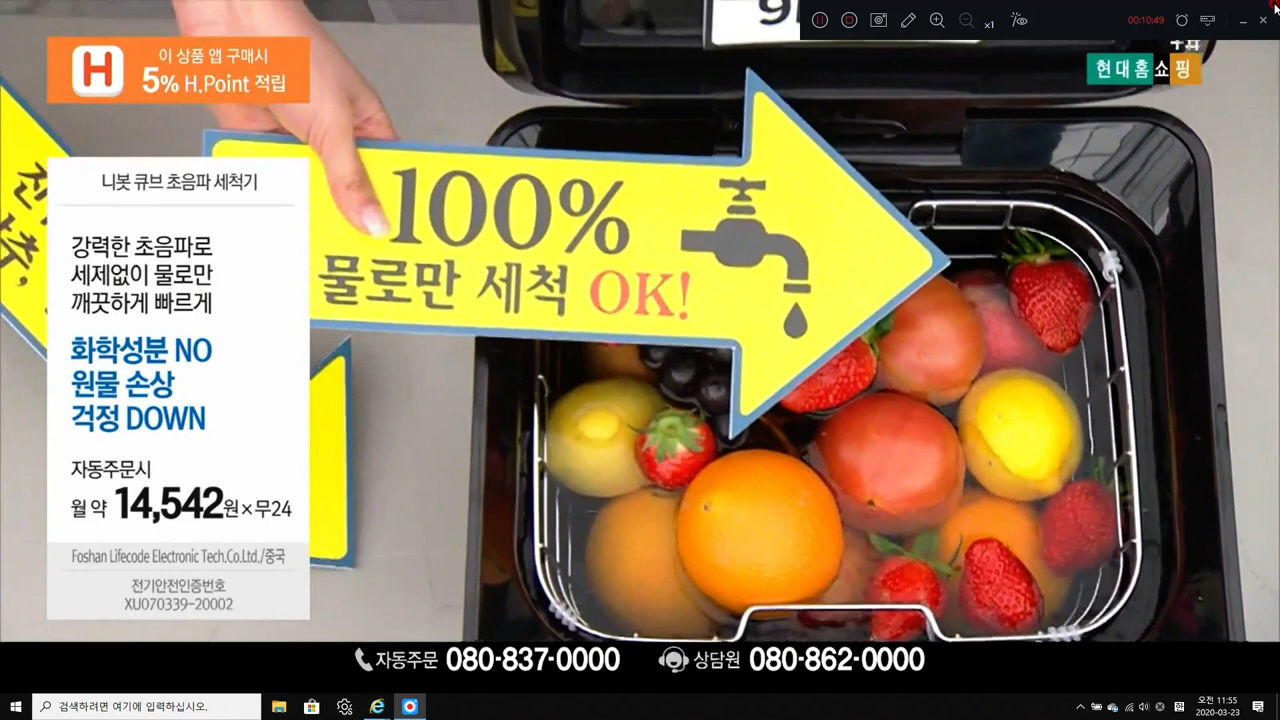 00:10:49
x1
이 상품 앱 구매시
5% H.Point 적립
H
현대홈쇼핑
니봇 큐브 초음파 세척기
강력한 초음파로
세제없이 물로만
깨끗하게 빠르게
화학성분 NO
원물 손상
걱정 DOWN
자동주문시
월 약 14,542원×무24
Foshan Lifecode Electronic Tech.Co.Ltd./중국
전기안전인증번호
XU070339-20002
100%
물로만 세척 OK!
자동주문 080-837-0000
상담원 080-862-0000
검색하려면 여기에 입력하십시오.
오전 11:55
2020-03-23